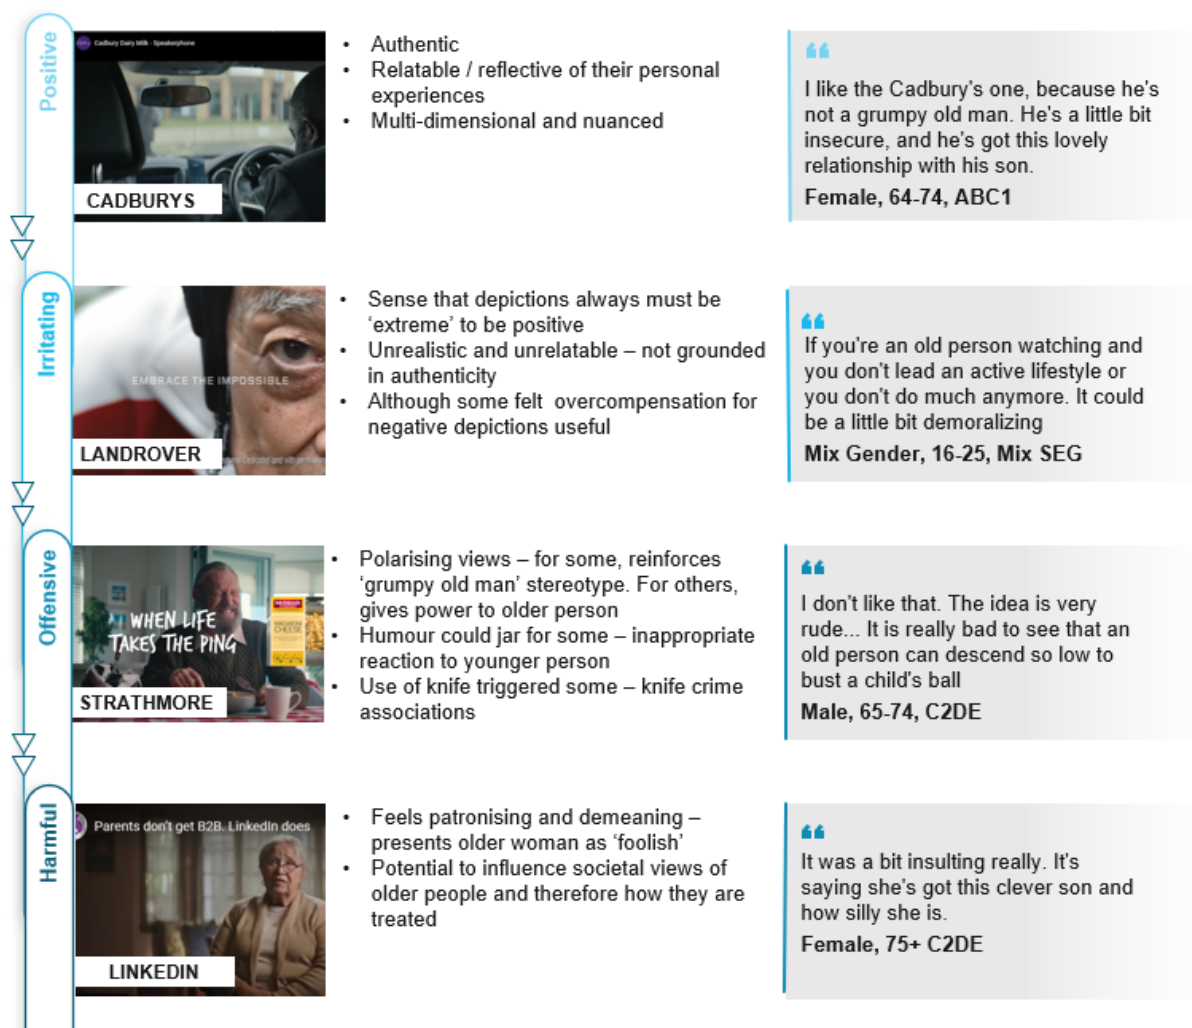 Positive
Cadbury Dairy Milk - Speakerphone
CADBURYS
• Authentic
• Relatable / reflective of their personal
experiences
• Multi-dimensional and nuanced
I like the Cadbury's one, because he's
not a grumpy old man. He's a little bit
insecure, and he's got this lovely
relationship with his son.
Female, 64-74, ABC1
Irritating
EMBRACE THE IMPOSSIBLE
LANDROVER
• Sense that depictions always must be
‘extreme’ to be positive
• Unrealistic and unrelatable – not grounded
in authenticity
• Although some felt overcompensation for
negative depictions useful
If you're an old person watching and
you don't lead an active lifestyle or
you don't do much anymore. It could
be a little bit demoralizing
Mix Gender, 16-25, Mix SEG
Offensive
WHEN LIFE
TAKES THE PING
CHEESE
STRATHMORE
• Polarising views – for some, reinforces
‘grumpy old man’ stereotype. For others,
gives power to older person
• Humour could jar for some – inappropriate
reaction to younger person
• Use of knife triggered some – knife crime
associations
I don't like that. The idea is very
rude... It is really bad to see that an
old person can descend so low to
bust a child's ball
Male, 65-74, C2DE
Harmful
Parents don't get B2B. LinkedIn does
LINKEDIN
• Feels patronising and demeaning –
presents older woman as ‘foolish’
• Potential to influence societal views of
older people and therefore how they are
treated
It was a bit insulting really. It's
saying she's got this clever son and
how silly she is.
Female, 75+ C2DE